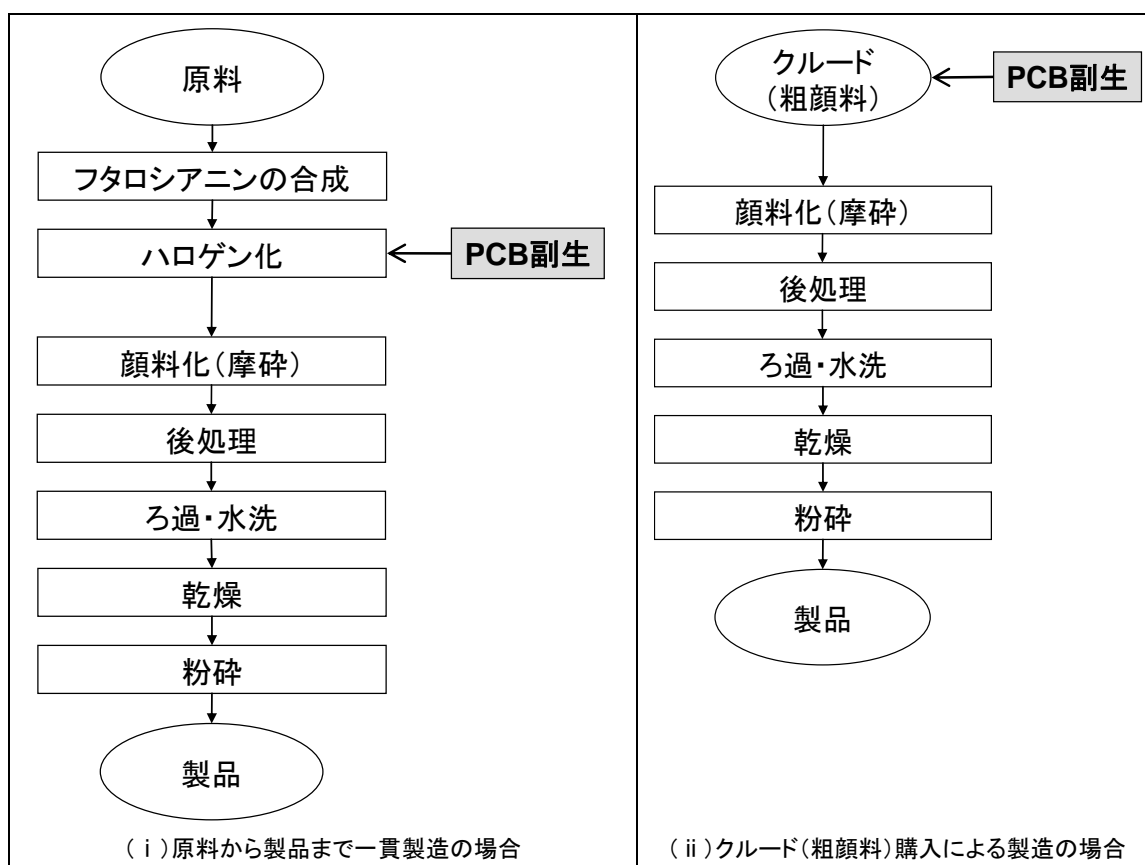 原料
フタロシアニンの合成
ハロゲン化
PCB副生
顔料化(摩砕)
後処理
ろ過・水洗
乾燥
粉砕
製品
(ⅰ)原料から製品まで一貫製造の場合
クルード
(粗顔料)
PCB副生
顔料化(摩砕)
後処理
ろ過・水洗
乾燥
粉砕
製品
(ⅱ)クルード(粗顔料)購入による製造の場合